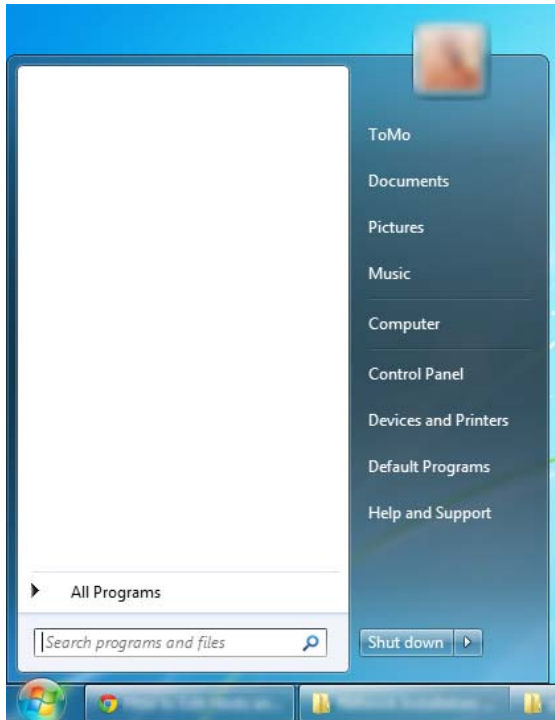 ToMo
Documents
Pictures
Music
Computer
Control Panel
Devices and Printers
Default Programs
Help and Support
All Programs
Search programs and files
Shut down